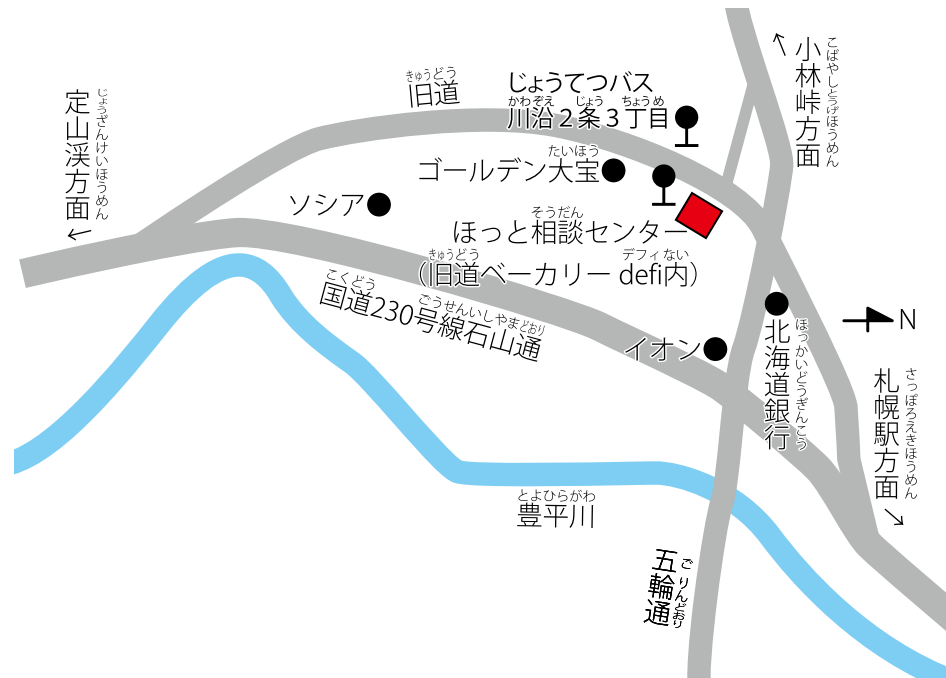 きゅうどう
旧道
じょうてつバス
かわぞえ じょう ちょうめ
川沿２条３丁目
こばやしとうげほうめん
小林峠方面
じょうざんけいほうめん
定山渓方面
たいほう
ゴールデン大宝
ソシア
そうだん
ほっと相談センター
きゅうどう デフィ ない
（旧道ベーカリー defi内）
こくどう ごうせんいしやまどおり
国道230号線石山通
イオン
ほっかいどうぎんこう
北海道銀行
N
さっぽろえきほうめん
札幌駅方面
とよひらがわ
豊平川
ごりんどおり
五輪通